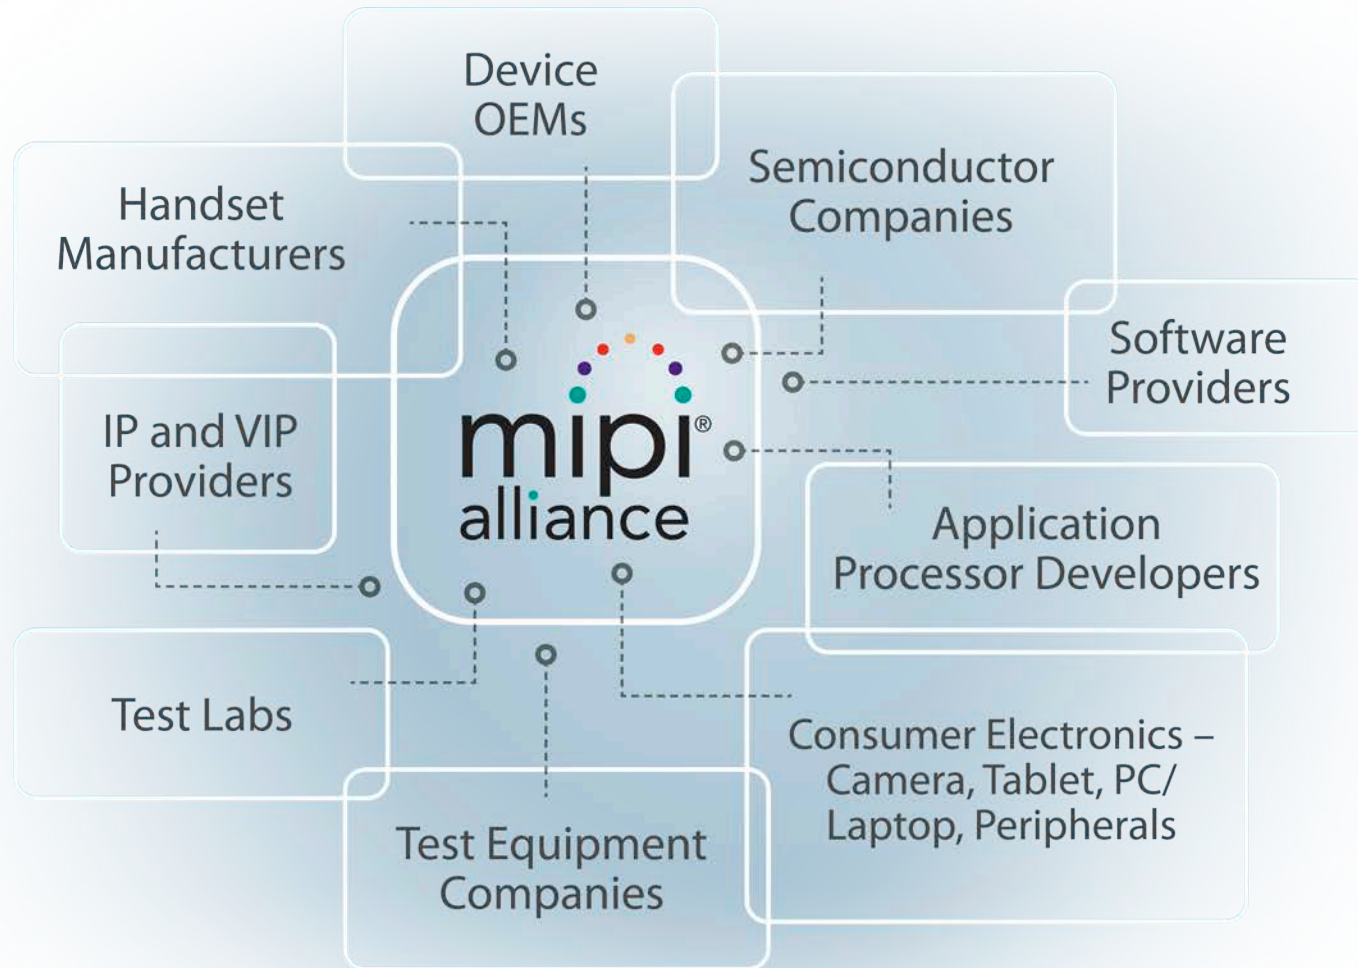 Device
OEMs
Semiconductor
Companies
Handset
Manufacturers
Software
Providers
IP and VIP
Providers
mipi®
alliance
Application
Processor Developers
Test Labs
Consumer Electronics –
Camera, Tablet, PC/
Laptop, Peripherals
Test Equipment
Companies